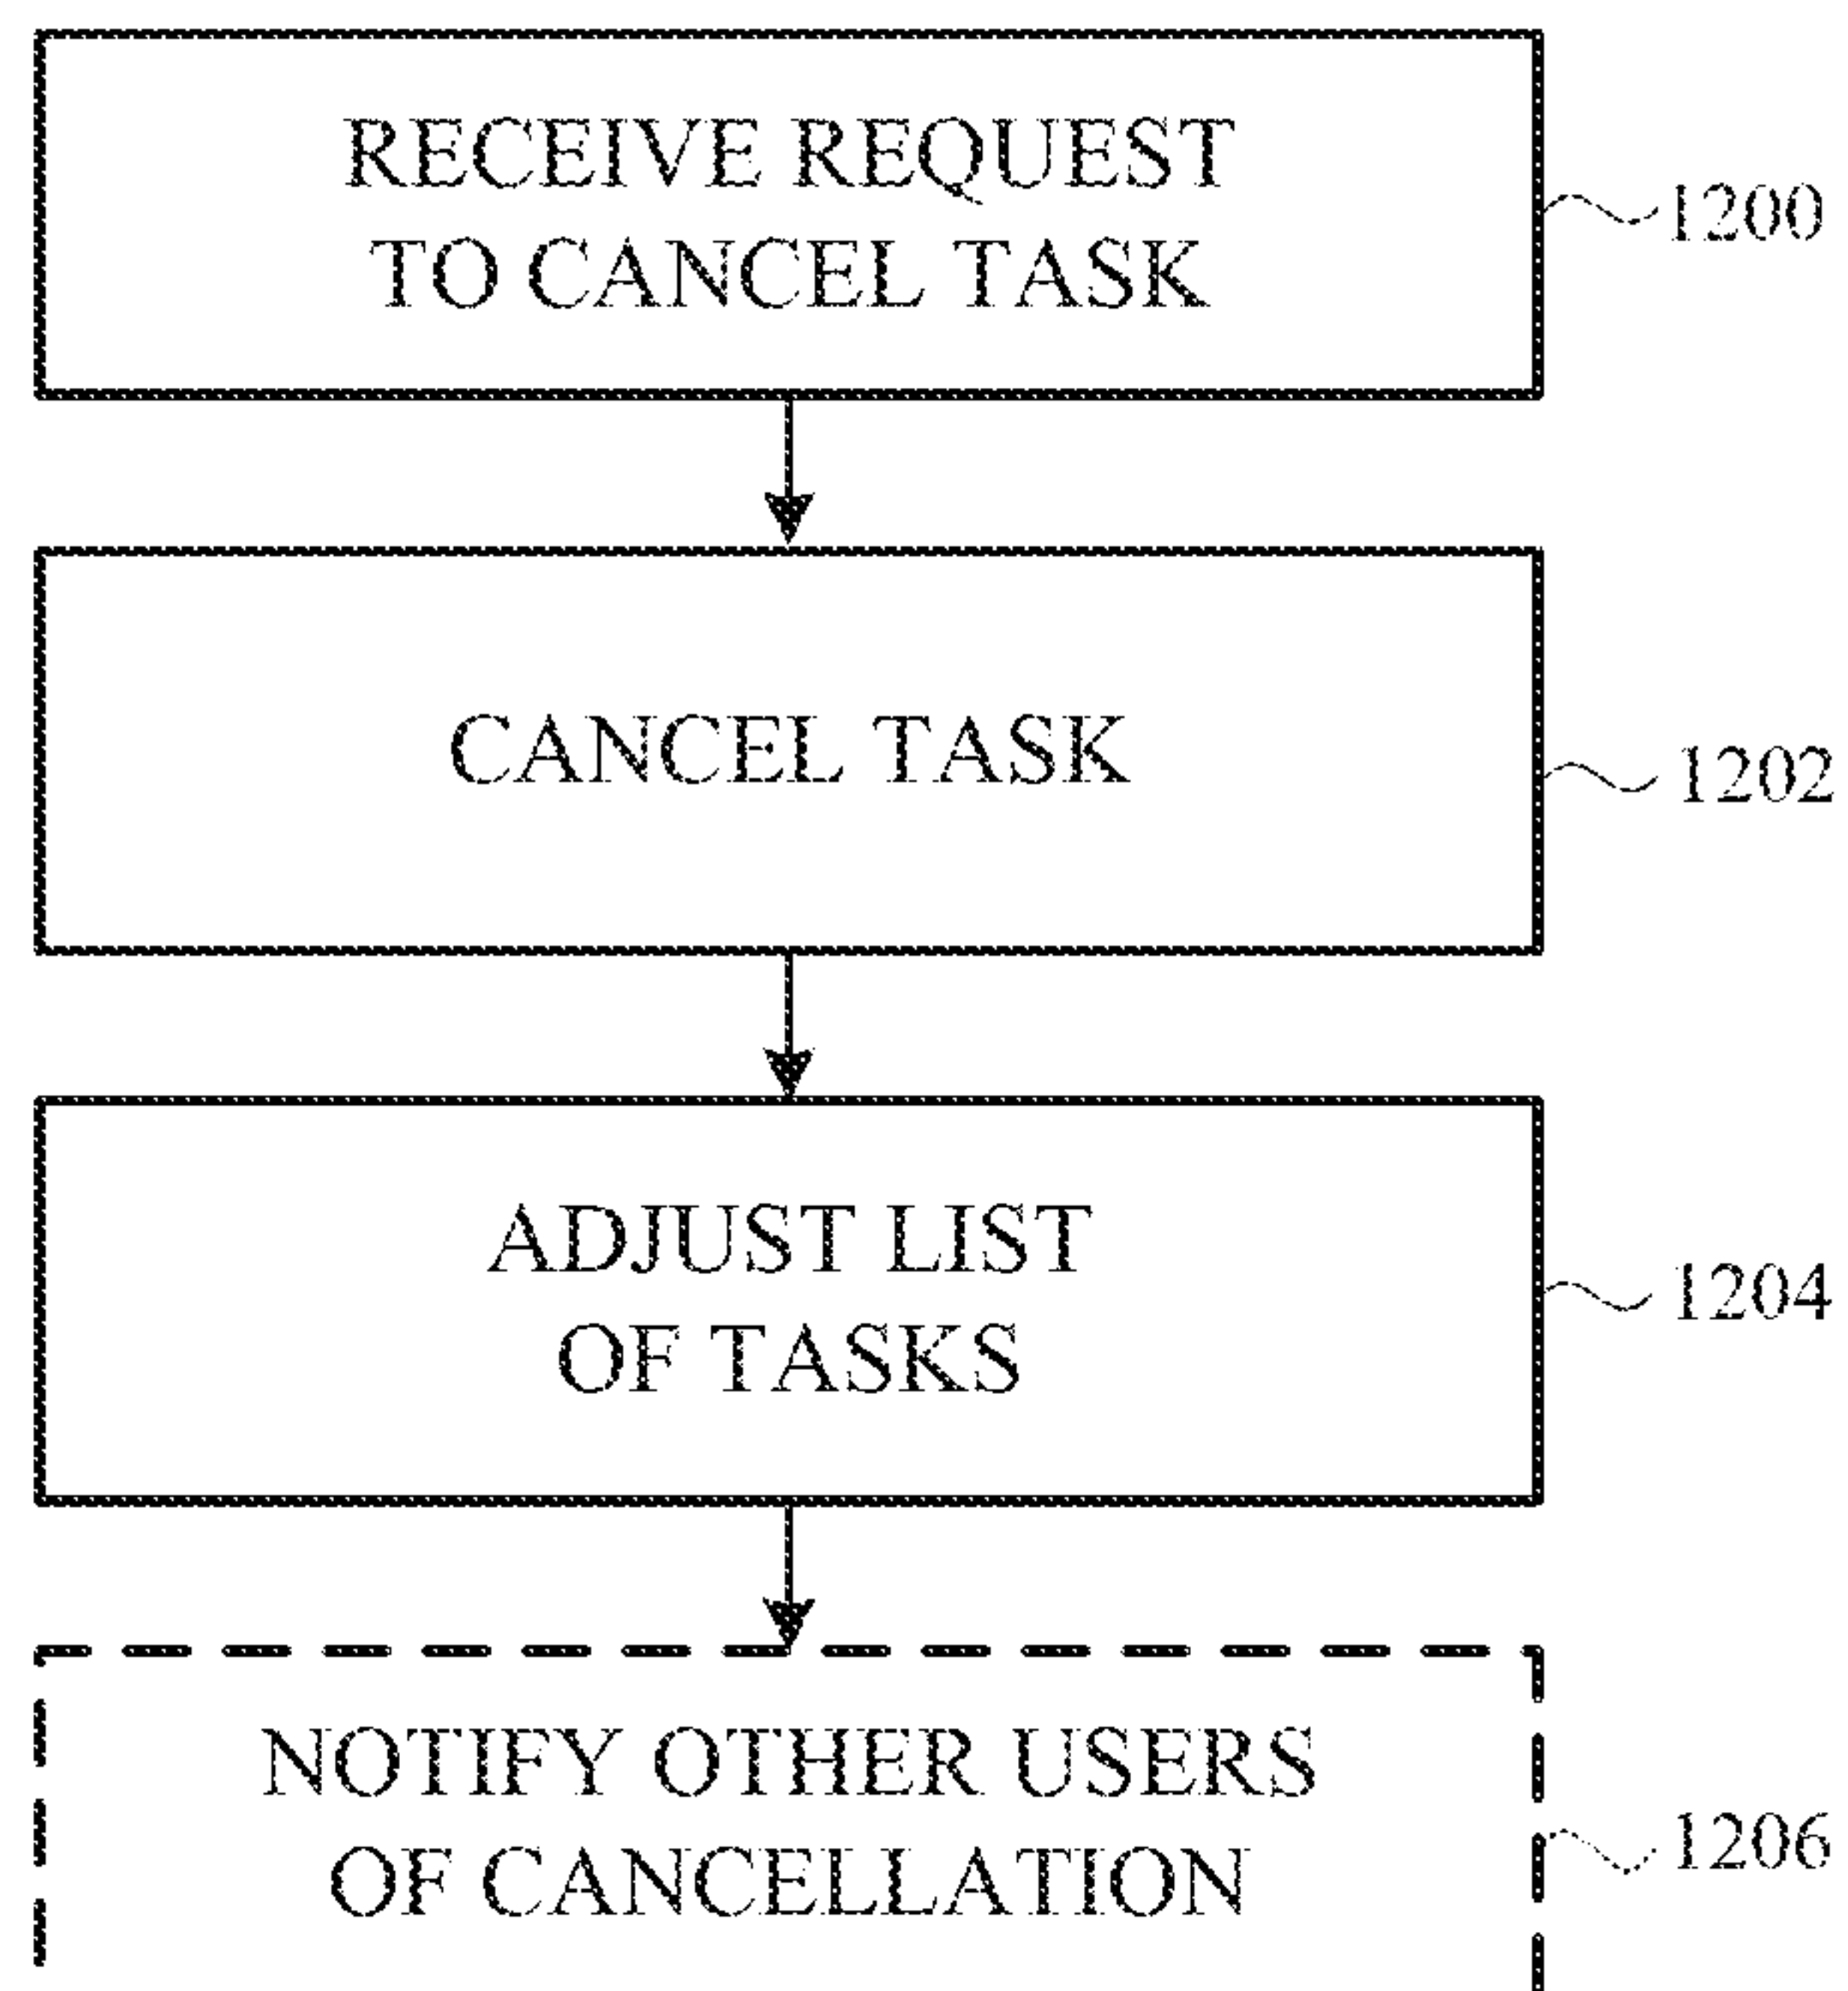 RECEIVE REQUEST
TO CANCEL TASK
1200
CANCEL TASK
1202
ADJUST LIST
OF TASKS
1204
NOTIFY OTHER USERS
OF CANCELLATION
1206